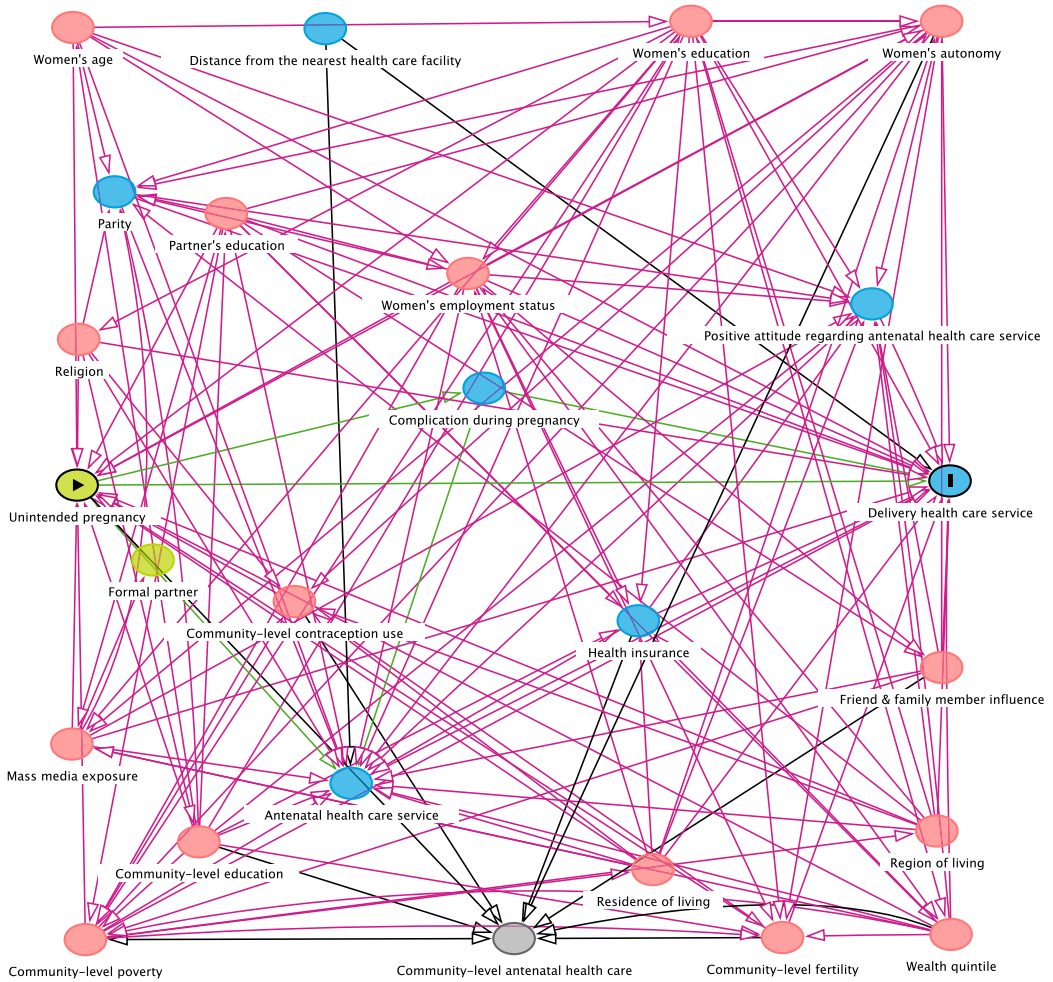 Women's age
Distance from the nearest health care facility
Women's education
Women's autonomy
Parity
Partner's education
Women's employment status
Positive attitude regarding antenatal health care service
Religion
Complication during pregnancy
Unintended pregnancy
Delivery health care service
Formal partner
Community-level contraception use
Health insurance
Friend & family member influence
Mass media exposure
Antenatal health care service
Region of living
Community-level education
Residence of living
Community-level poverty
Community-level antenatal health care
Community-level fertility
Wealth quintile